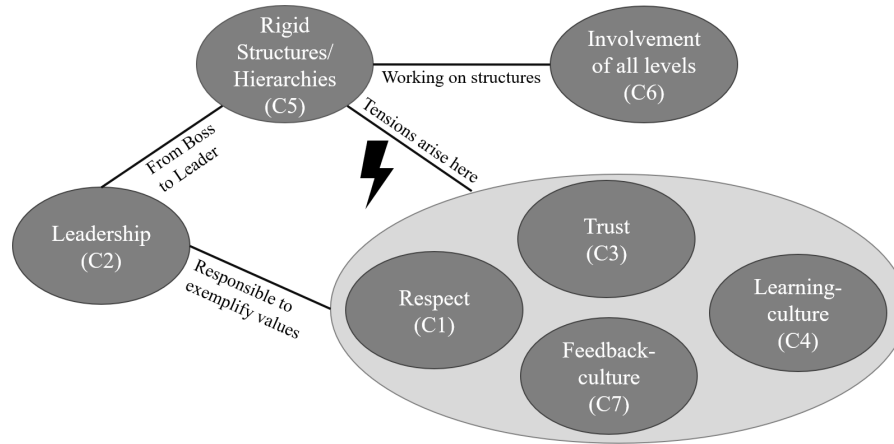 Rigid
Structures/
Hierarchies
(C5)
Working on structures
Involvement
of all levels
(C6)
From Boss
to Leader
Tensions arise here
Leadership
(C2)
Responsible to
exemplify values
Trust
(C3)
Respect
(C1)
Learning-
culture
(C4)
Feedback-
culture
(C7)